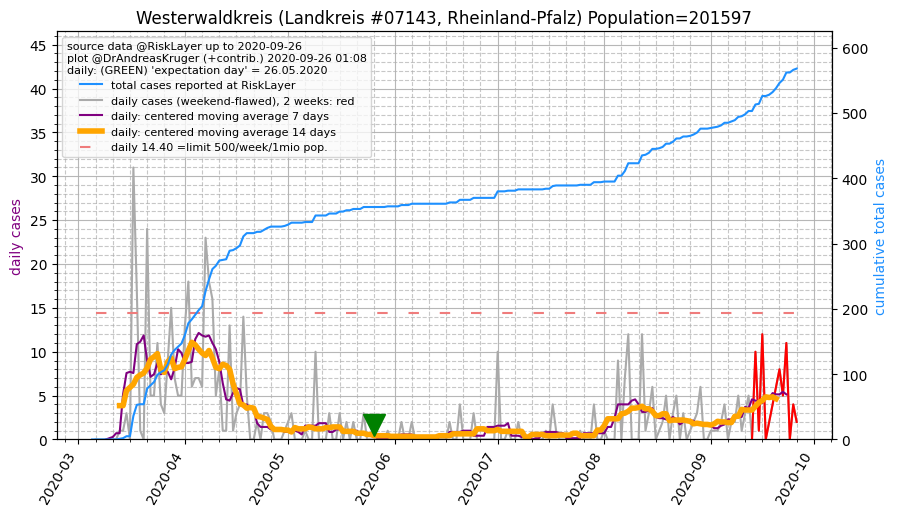 Westerwaldkreis (Landkreis #07143, Rheinland-Pfalz) Population=201597
source data @RiskLayer up to 2020-09-26
plot @DrAndreasKruger (+contrib.) 2020-09-26 01:08
daily: (GREEN) 'expectation day' = 26.05.2020
total cases reported at RiskLayer
daily cases (weekend-flawed), 2 weeks: red
daily: centered moving average 7 days
daily: centered moving average 14 days
daily 14.40 =limit 500/week/1mio pop.
daily cases
45
40
35
30
25
20
15
10
5
0
cumulative total cases
600
500
400
300
200
100
0
2020-03
2020-04
2020-05
2020-06
2020-07
2020-08
2020-09
2020-10